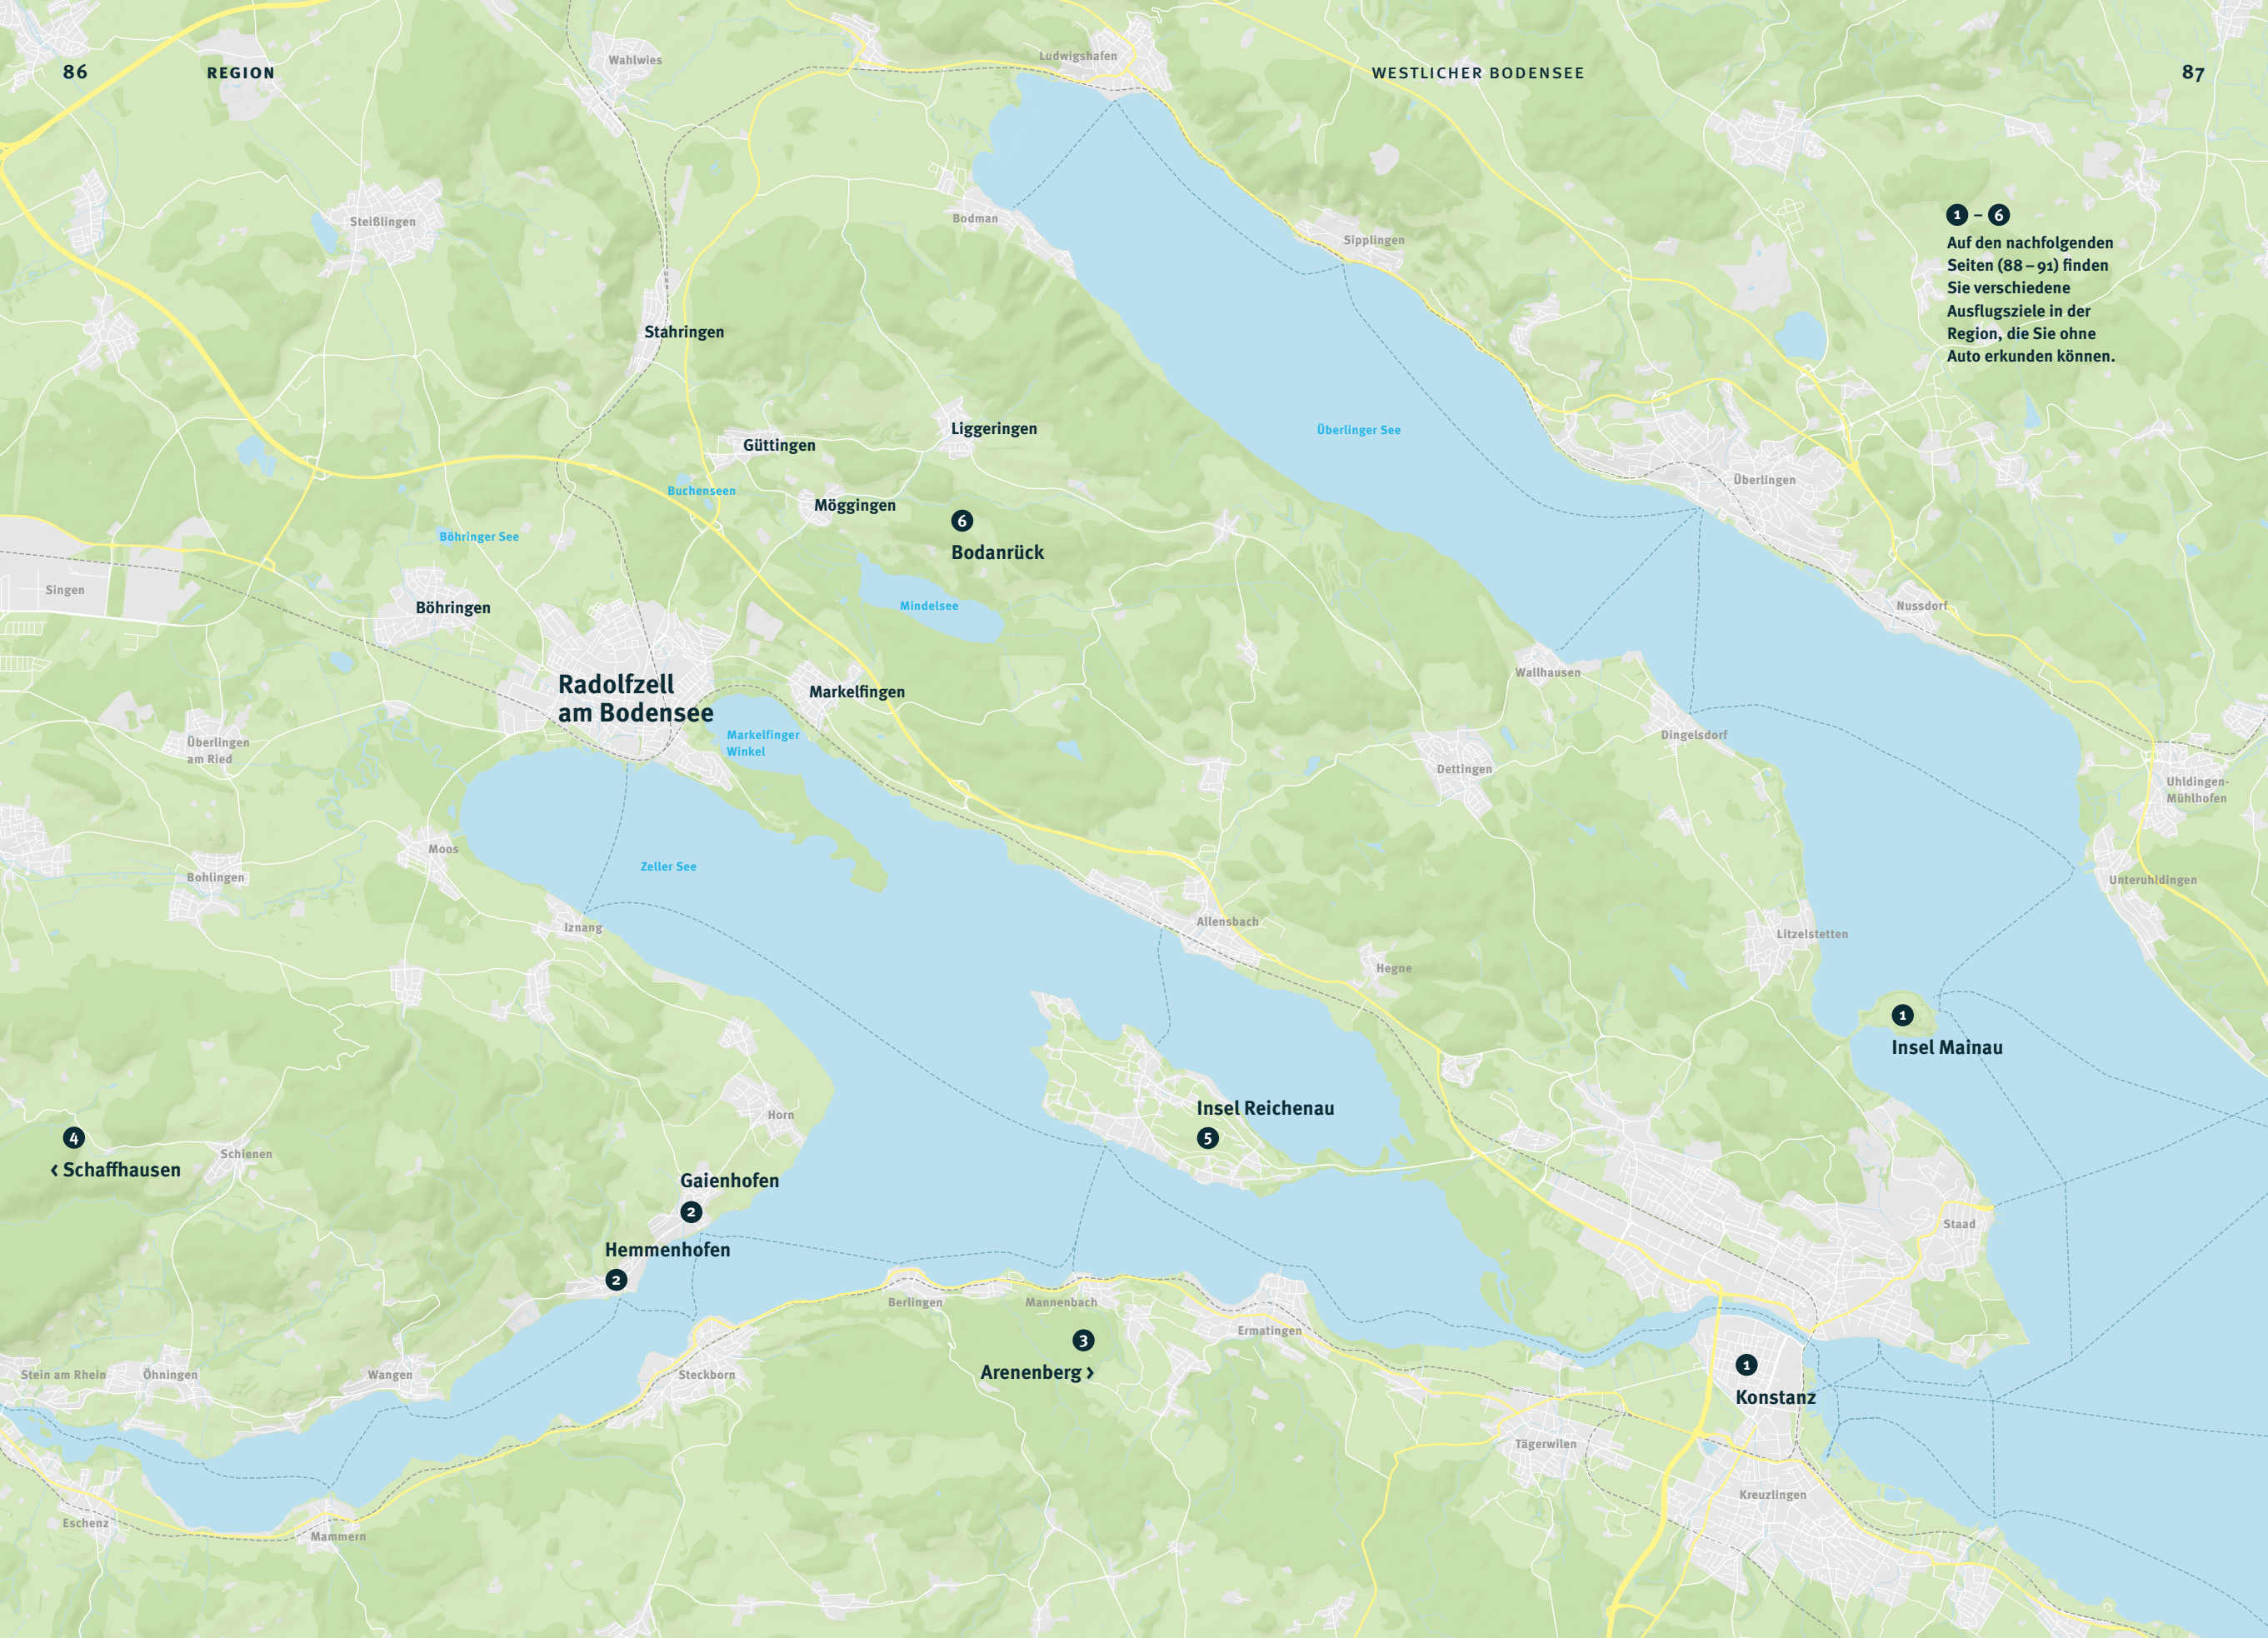 86
REGION
WESTLICHER BODENSEE
87
Wahlwies
Ludwigshafen
1 – 6
Auf den nachfolgenden
Seiten (88 – 91) finden
Sie verschiedene
Ausflugsziele in der
Region, die Sie ohne
Auto erkunden können.
Steißlingen
Bodman
Sipplingen
Stahringen
Güttingen
Liggeringen
Überlinger See
Buchenseen
Möggingen
Überlingen
6
Bodanrück
Böhringer See
Singen
Böhringen
Mindelsee
Nussdorf
Radolfzell
am Bodensee
Markelfingen
Wallhausen
Markelfinger
Winkel
Überlingen
am Ried
Dingelsdorf
Dettingen
Uhldingen-
Mühlhofen
Moos
Zeller See
Bohlingen
Unteruhldingen
Iznang
Allensbach
Litzelstetten
Hegne
1
Insel Mainau
Horn
Insel Reichenau
5
4
‹ Schaffhausen
Schienen
Gaienhofen
2
Staad
Hemmenhofen
2
Berlingen
Mannenbach
Ermatingen
3
Arenenberg ›
1
Konstanz
Stein am Rhein
Öhningen
Wangen
Steckborn
Tägerwilen
Kreuzlingen
Eschenz
Mammern